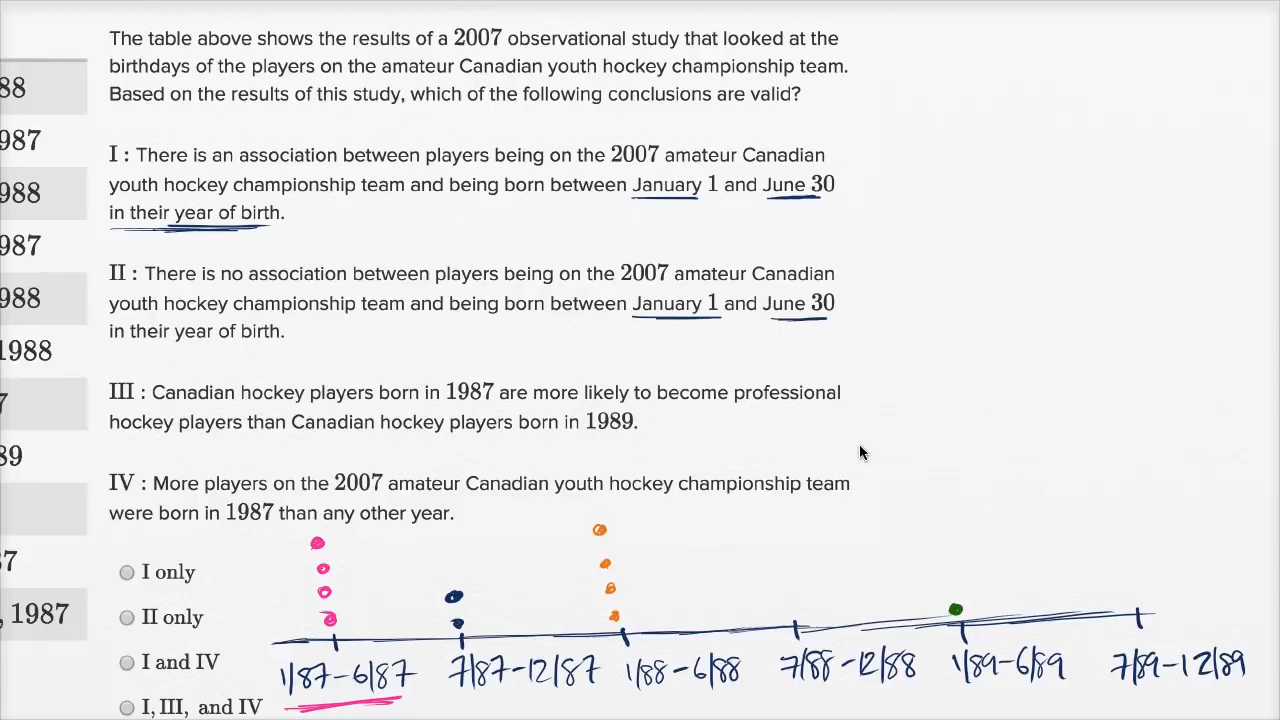 The table above shows the results of a 2007 observational study that looked at the
birthdays of the players on the amateur Canadian youth hockey championship team.
Based on the results of this study, which of the following conclusions are valid?
88
987
988
987
988
1988
7
89
37
, 1987
I : There is an association between players being on the 2007 amateur Canadian
youth hockey championship team and being born between January 1 and June 30
in their year of birth.
II : There is no association between players being on the 2007 amateur Canadian
youth hockey championship team and being born between January 1 and June 30
in their year of birth.
III : Canadian hockey players born in 1987 are more likely to become professional
hockey players than Canadian hockey players born in 1989.
IV : More players on the 2007 amateur Canadian youth hockey championship team
were born in 1987 than any other year.
I only
II only
I and IV
I, III, and IV
1/87-6/87 7/87-12/87 1/88-6/88 7/88-12/88 1/89-6/89 7/89-12/89